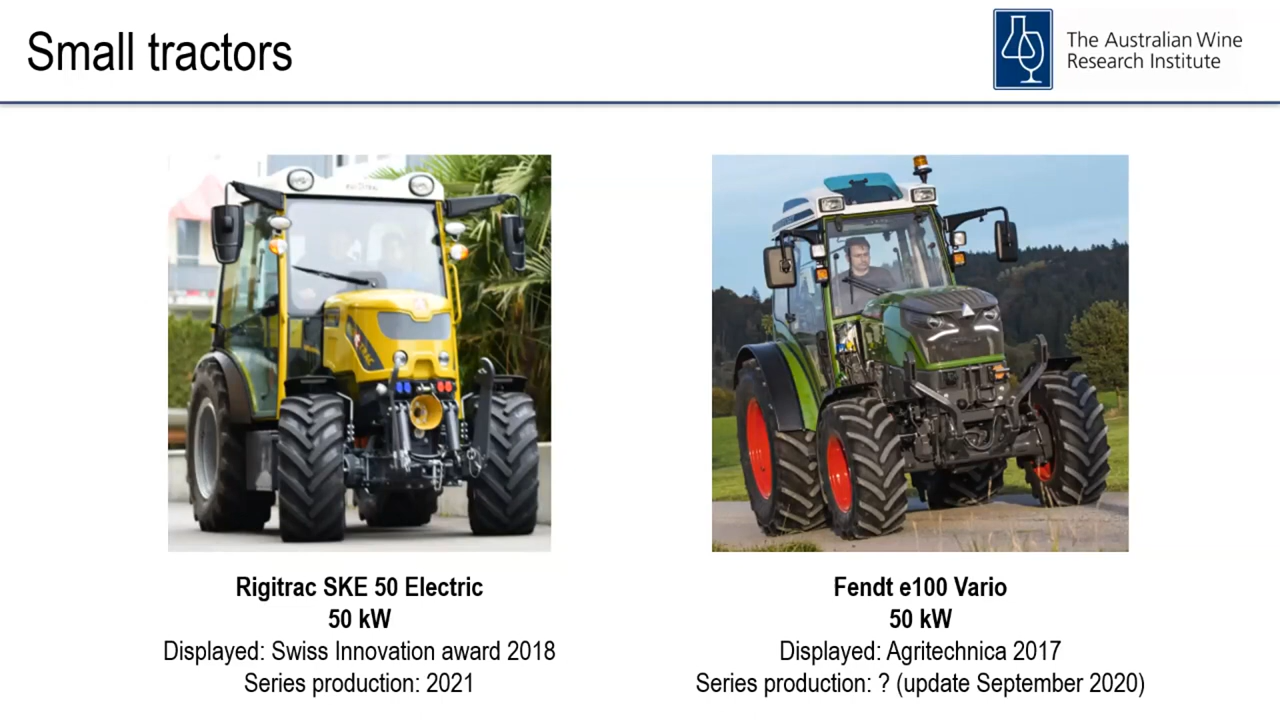 Small tractors
The Australian Wine
Research Institute
Rigitrac SKE 50 Electric
50 kW
Displayed: Swiss Innovation award 2018
Series production: 2021
Fendt e100 Vario
50 kW
Displayed: Agritechnica 2017
Series production: ? (update September 2020)